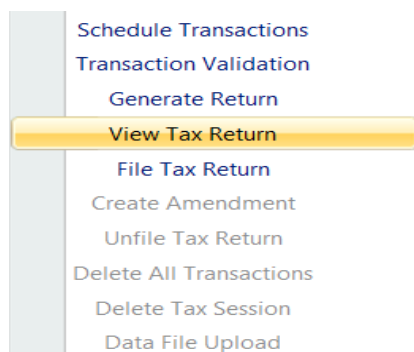 Schedule Transactions
Transaction Validation
Generate Return
View Tax Return
File Tax Return
Create Amendment
Unfile Tax Return
Delete All Transactions
Delete Tax Session
Data File Upload